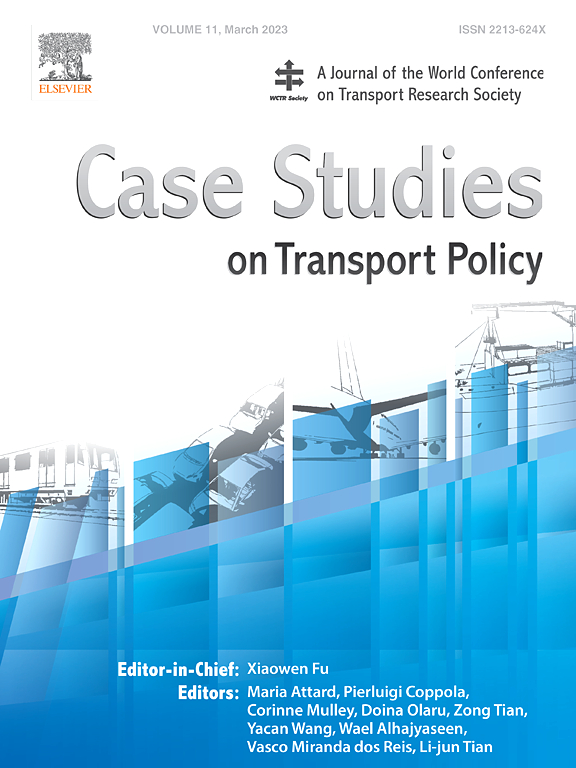 VOLUME 11, March 2023
ISSN 2213-624X
ELSEVIER
WCTR Society
A Journal of the World Conference
on Transport Research Society
Case Studies
on Transport Policy
Editor-in-Chief: Xiaowen Fu
Editors: Maria Attard, Pierluigi Coppola,
Corinne Mulley, Doina Olaru, Zong Tian,
Yacan Wang, Wael Alhajyaseen,
Vasco Miranda dos Reis, Li-jun Tian